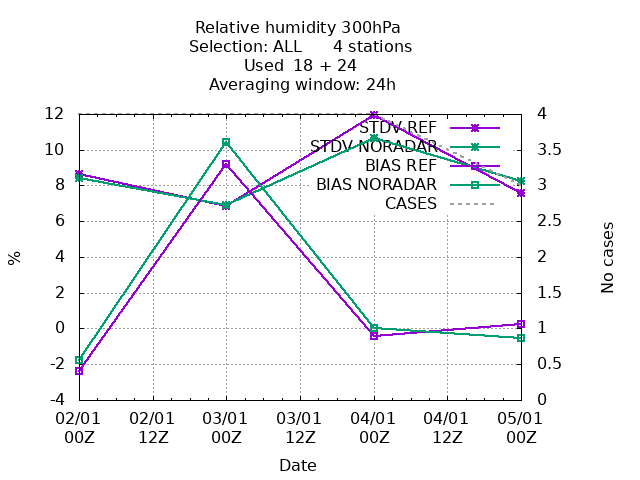 Relative humidity 300hPa
Selection: ALL 4 stations
Used 18 + 24
Averaging window: 24h
12
10
8
6
4
2
0
-2
-4
%
4
3.5
3
2.5
2
1.5
1
0.5
0
No cases
STDV REF
STDV NORADAR
BIAS REF
BIAS NORADAR
CASES
02/01 02/01 03/01 03/01 04/01 04/01 05/01
00Z 12Z 00Z 12Z 00Z 12Z 00Z
Date